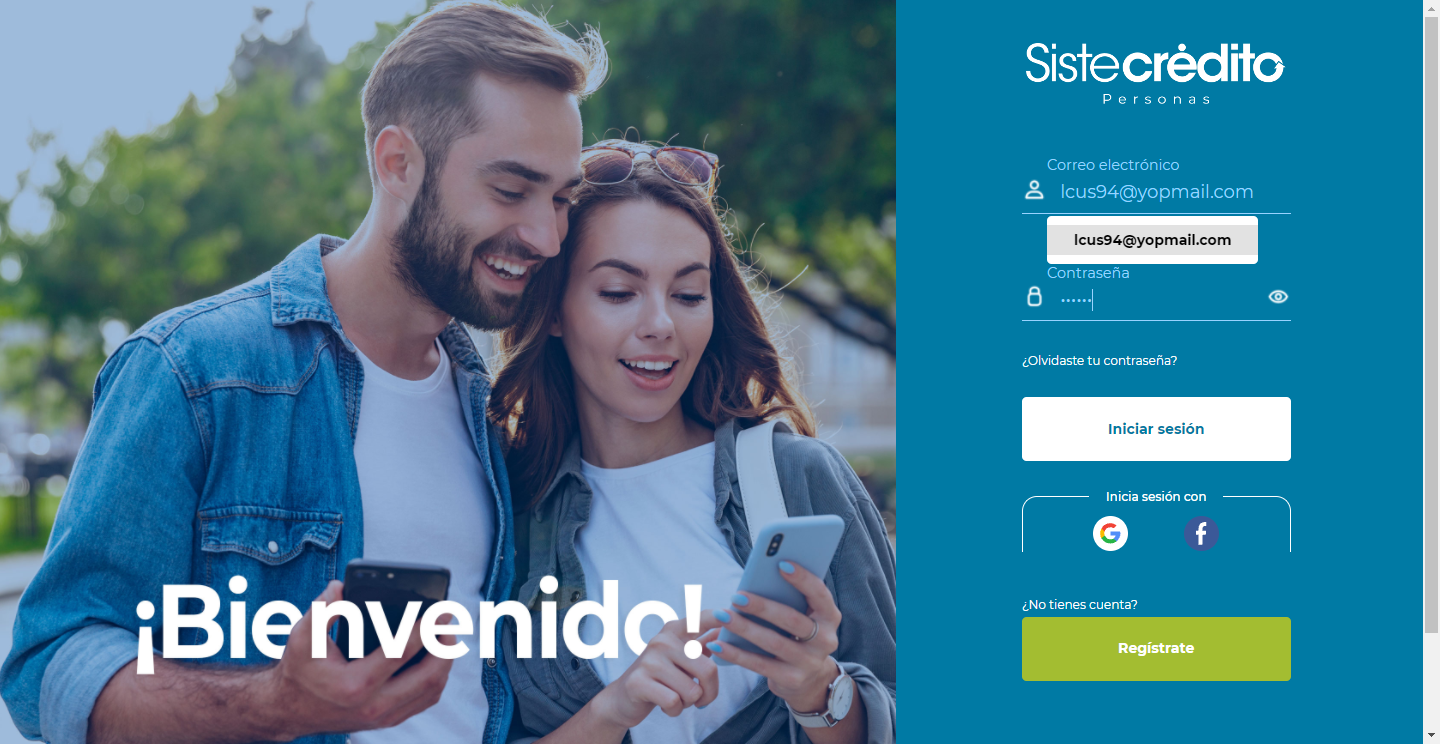 ¡Bienvenido!
Sistecrédito
Personas
Correo electrónico
lcus94@yopmail.com
lcus94@yopmail.com
Contraseña
••••••
¿Olvidaste tu contraseña?
Iniciar sesión
Inicia sesión con
¿No tienes cuenta?
Regístrate